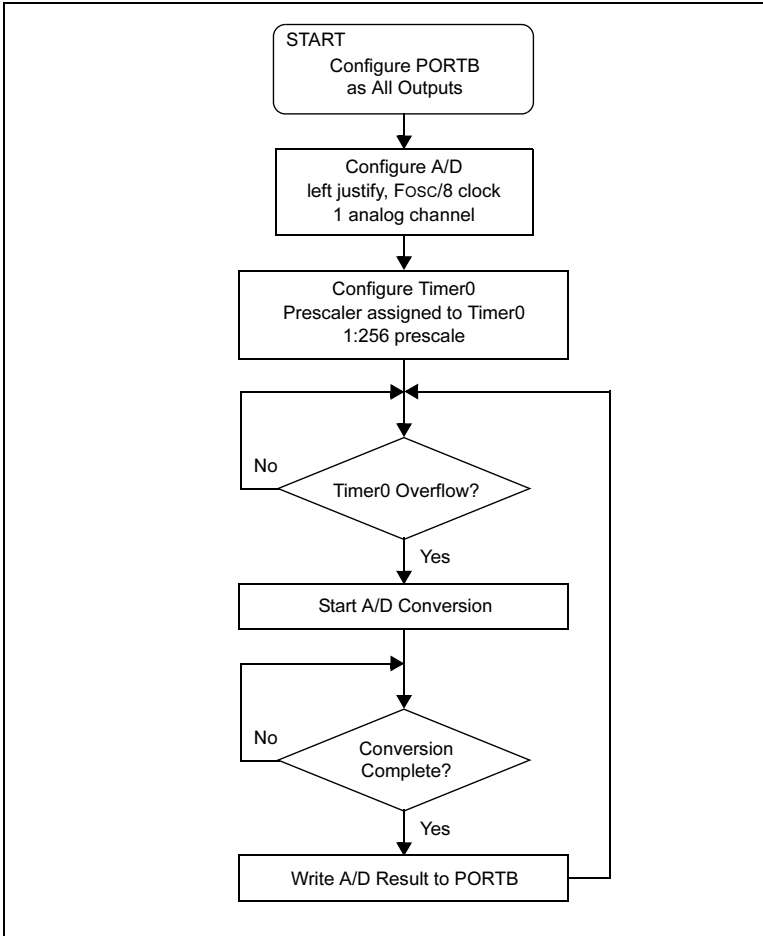 START
Configure PORTB
as All Outputs
Configure A/D
left justify, FOSC/8 clock
1 analog channel
Configure Timer0
Prescaler assigned to Timer0
1:256 prescale
No
Timer0 Overflow?
Yes
Start A/D Conversion
No
Conversion
Complete?
Yes
Write A/D Result to PORTB